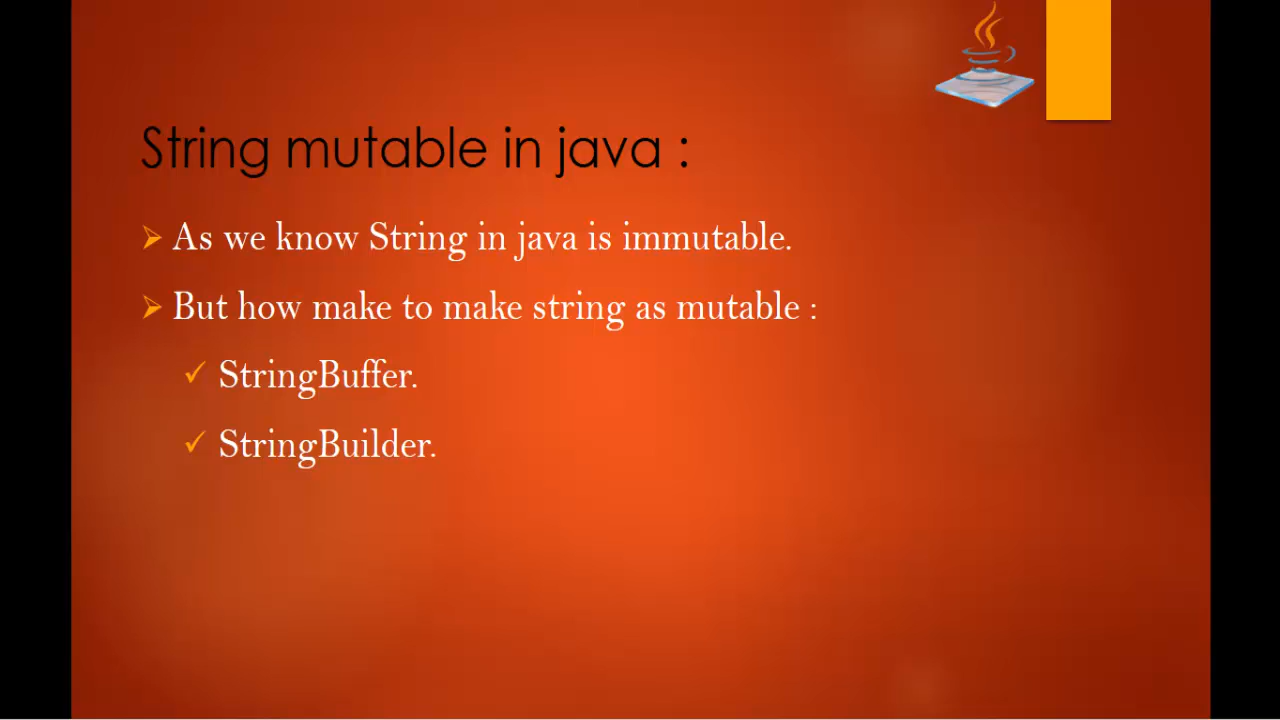 String mutable in java :
As we know String in java is immutable.
But how make to make string as mutable :
StringBuffer.
StringBuilder.